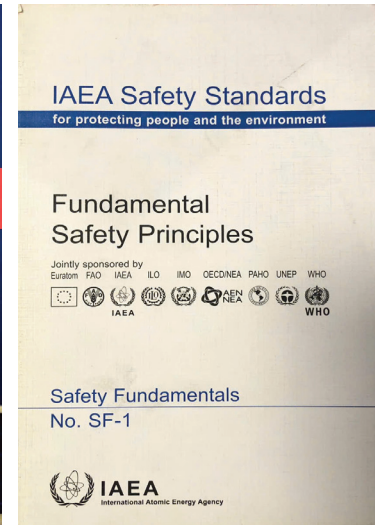 IAEA Safety Standards
for protecting people and the environment
Fundamental
Safety Principles
Jointly sponsored by
Euratom FAO IAEA ILO IMO OECD/NEA PAHO UNEP WHO
AEN
NEA
IAEA
WHO
Safety Fundamentals
No. SF-1
IAEA
International Atomic Energy Agency